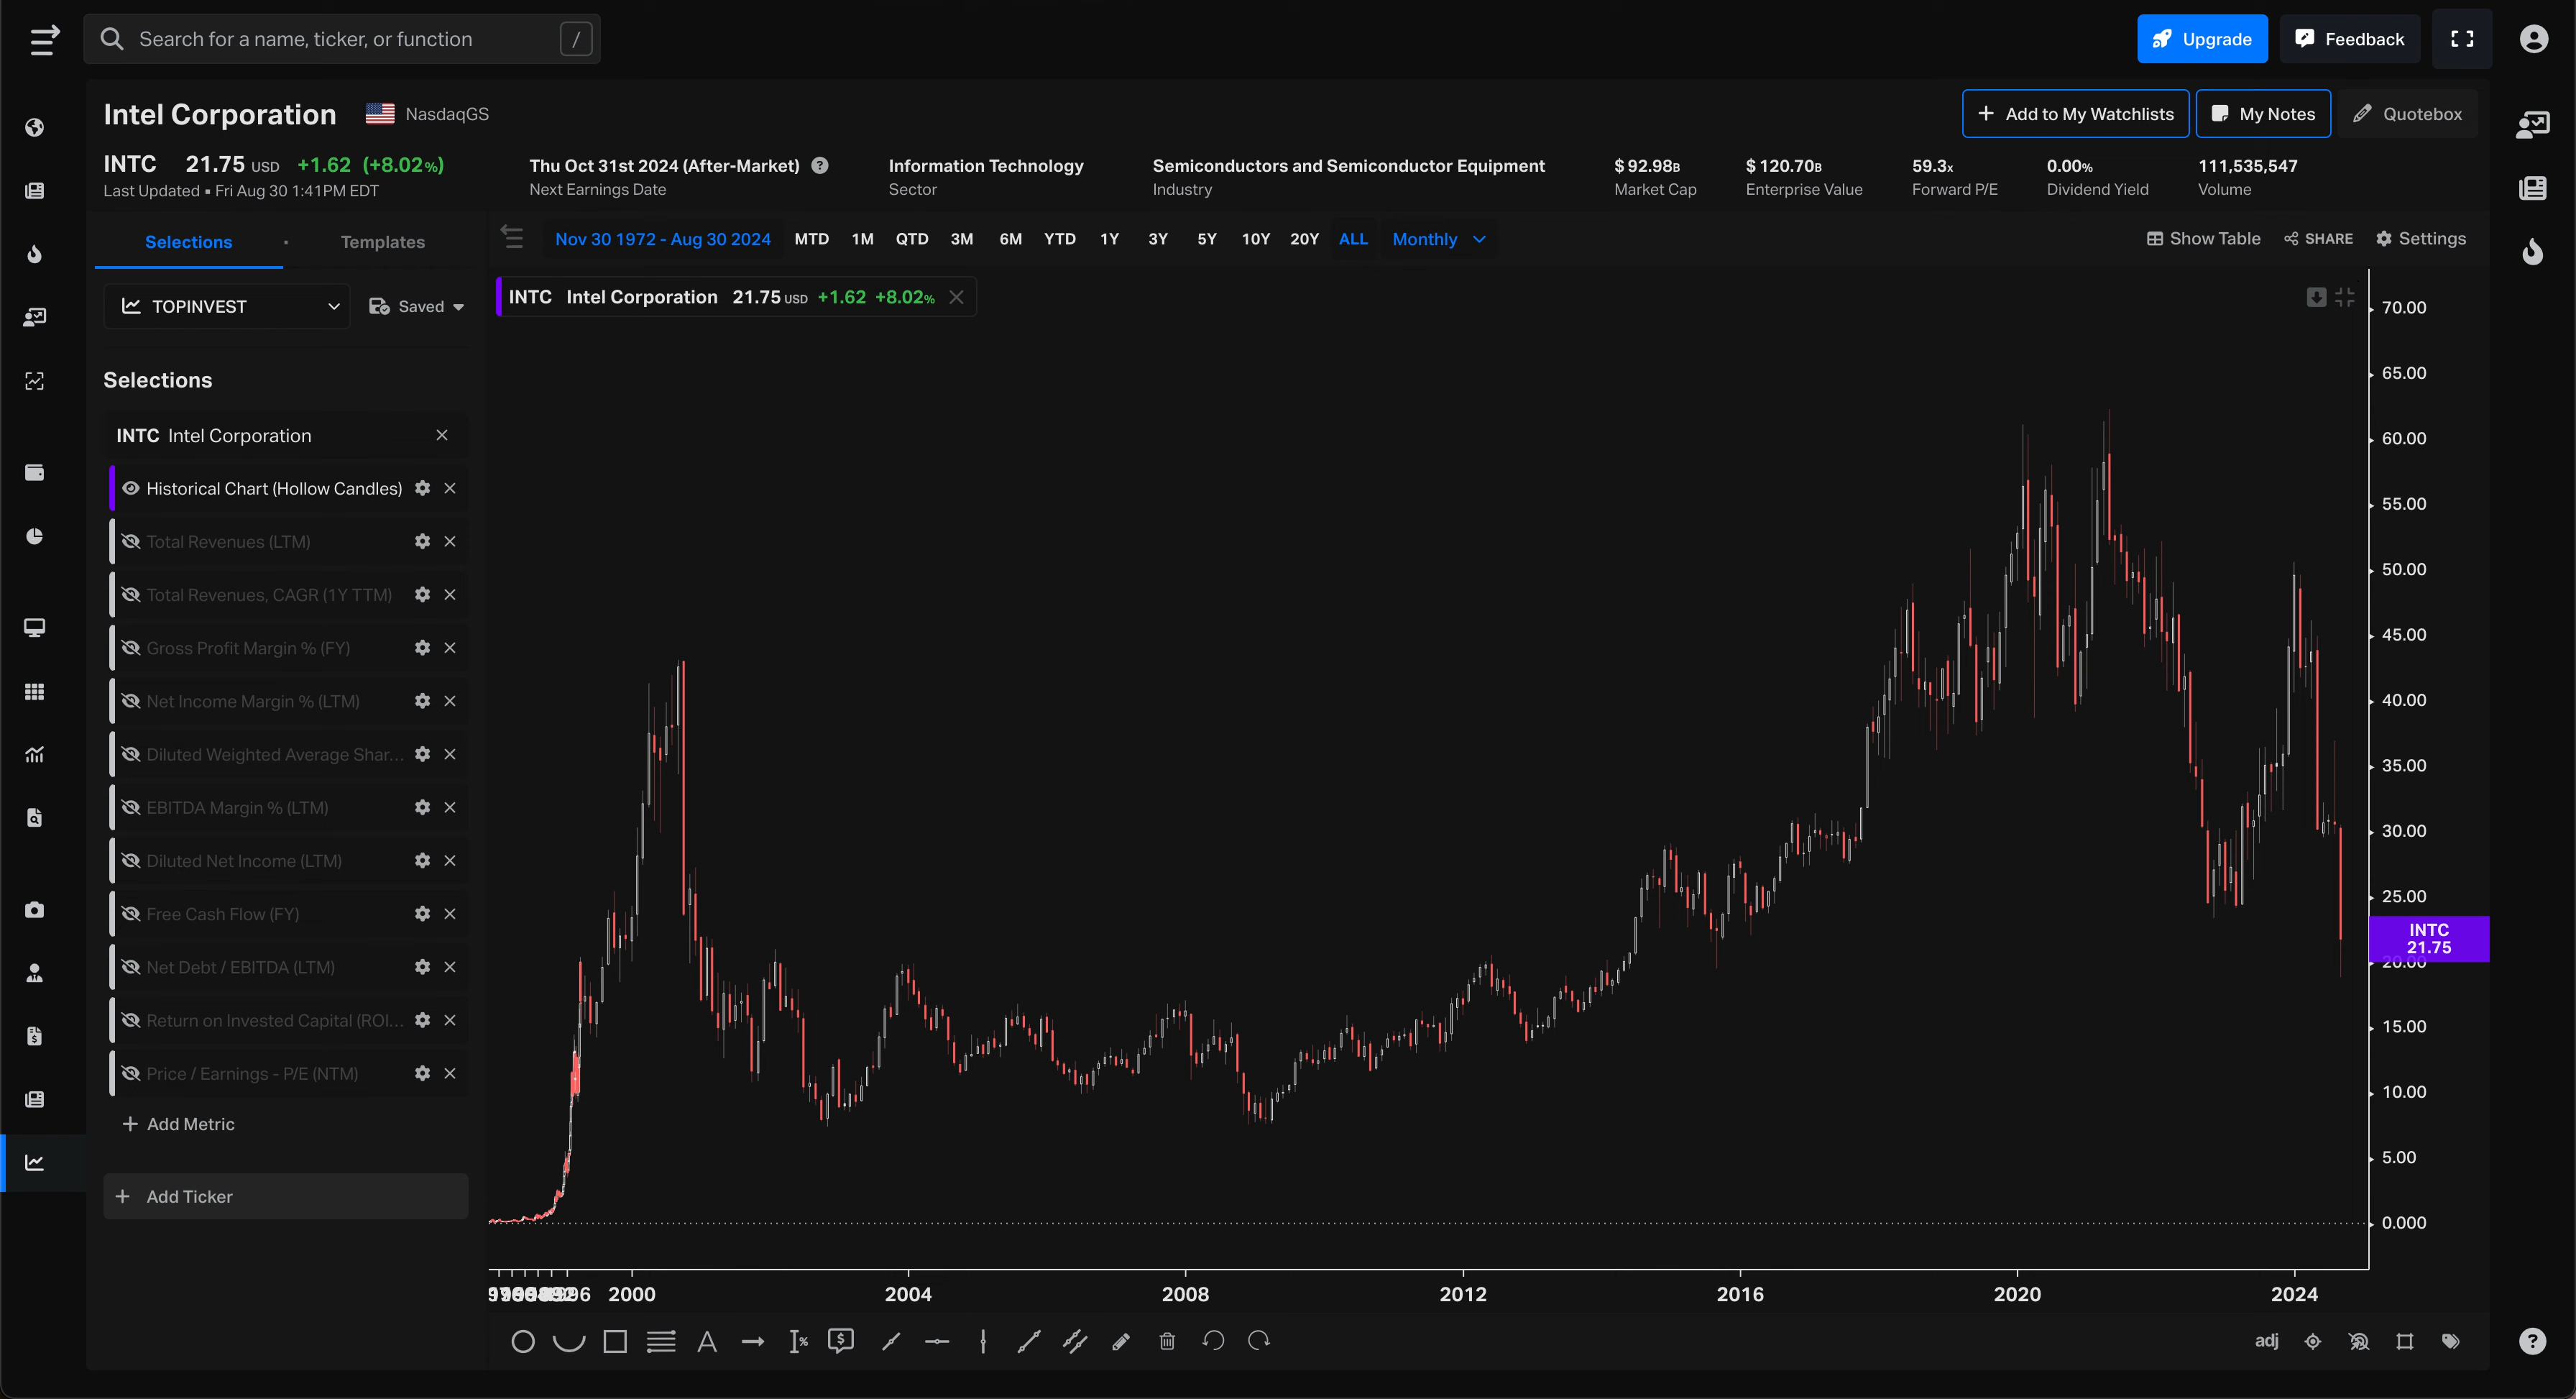 Search for a name, ticker, or function /
Upgrade
Feedback
Intel Corporation NasdaqGS
Add to My Watchlists
My Notes
Quotebox
INTC 21.75 USD +1.62 (+8.02%)
Last Updated ▪ Fri Aug 30 1:41PM EDT
Thu Oct 31st 2024 (After-Market) ?
Next Earnings Date
Information Technology
Sector
Semiconductors and Semiconductor Equipment
Industry
$ 92.98B
Market Cap
$ 120.70B
Enterprise Value
59.3x
Forward P/E
0.00%
Dividend Yield
111,535,547
Volume
Selections · Templates
Nov 30 1972 - Aug 30 2024 MTD 1M QTD 3M 6M YTD 1Y 3Y 5Y 10Y 20Y ALL Monthly
Show Table SHARE Settings
TOPINVEST Saved
Selections
INTC Intel Corporation
Historical Chart (Hollow Candles)
Total Revenues (LTM)
Total Revenues, CAGR (1Y TTM)
Gross Profit Margin % (FY)
Net Income Margin % (LTM)
Diluted Weighted Average Shar...
EBITDA Margin % (LTM)
Diluted Net Income (LTM)
Free Cash Flow (FY)
Net Debt / EBITDA (LTM)
Return on Invested Capital (ROI...
Price / Earnings - P/E (NTM)
+ Add Metric
+ Add Ticker
INTC Intel Corporation 21.75 USD +1.62 +8.02%
70.00
65.00
60.00
55.00
50.00
45.00
40.00
35.00
30.00
25.00
INTC
21.75
20.00
15.00
10.00
5.00
0.000
2000 2004 2008 2012 2016 2020 2024
adj
?